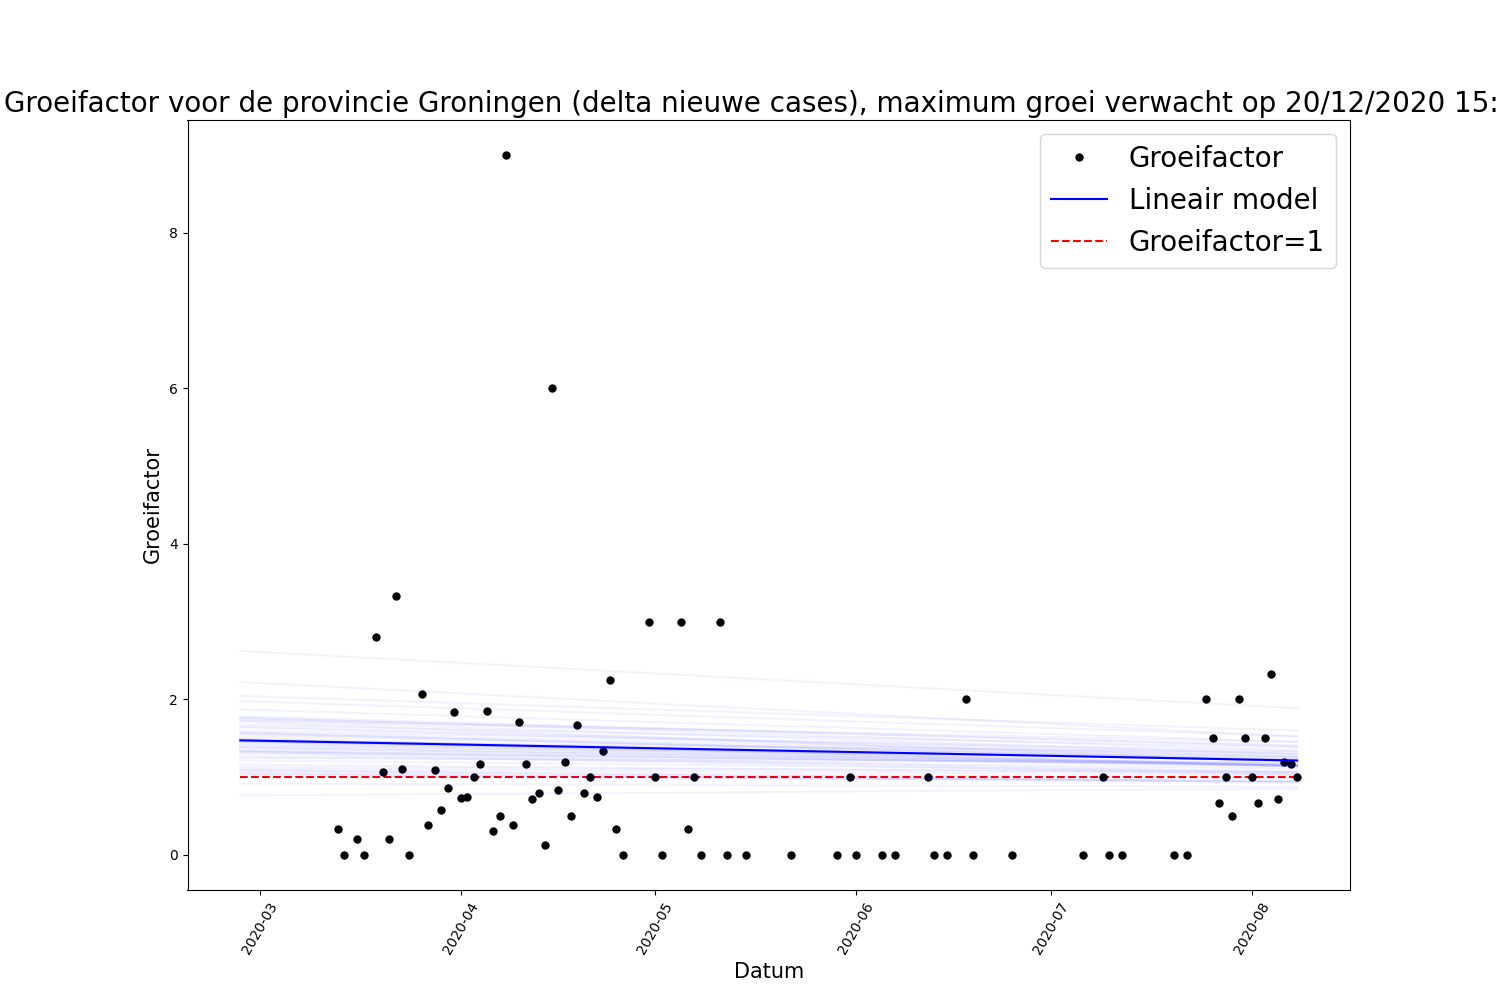 Groeifactor voor de provincie Groningen (delta nieuwe cases), maximum groei verwacht op 20/12/2020 15:
Groeifactor
Lineair model
Groeifactor=1
8
6
4
2
0
Groeifactor
2020-03
2020-04
2020-05
2020-06
2020-07
2020-08
Datum